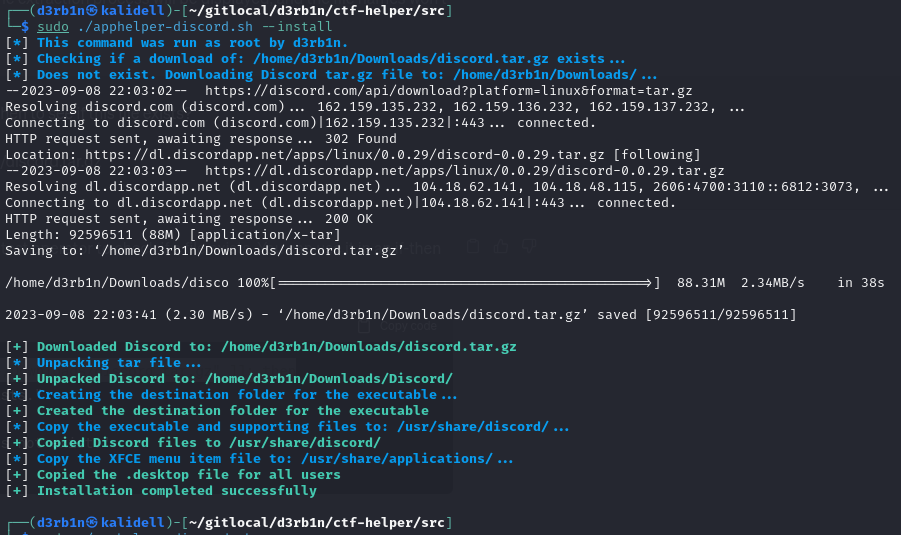 ┌──(d3rb1n㉿kalidell)-[~/gitlocal/d3rb1n/ctf-helper/src]
└─$ sudo ./apphelper-discord.sh --install
[*] This command was run as root by d3rb1n.
[*] Checking if a download of: /home/d3rb1n/Downloads/discord.tar.gz exists...
[*] Does not exist. Downloading Discord tar.gz file to: /home/d3rb1n/Downloads/...
--2023-09-08 22:03:02--  https://discord.com/api/download?platform=linux&format=tar.gz
Resolving discord.com (discord.com)... 162.159.135.232, 162.159.136.232, 162.159.137.232, ...
Connecting to discord.com (discord.com)|162.159.135.232|:443... connected.
HTTP request sent, awaiting response... 302 Found
Location: https://dl.discordapp.net/apps/linux/0.0.29/discord-0.0.29.tar.gz [following]
--2023-09-08 22:03:03--  https://dl.discordapp.net/apps/linux/0.0.29/discord-0.0.29.tar.gz
Resolving dl.discordapp.net (dl.discordapp.net)... 104.18.62.141, 104.18.48.115, 2606:4700:3110::6812:3073, ...
Connecting to dl.discordapp.net (dl.discordapp.net)|104.18.62.141|:443... connected.
HTTP request sent, awaiting response... 200 OK
Length: 92596511 (88M) [application/x-tar]
Saving to: ‘/home/d3rb1n/Downloads/discord.tar.gz’
/home/d3rb1n/Downloads/disco 100%[==============================================>]  88.31M  2.34MB/s    in 38s
2023-09-08 22:03:41 (2.30 MB/s) - ‘/home/d3rb1n/Downloads/discord.tar.gz’ saved [92596511/92596511]
Copy code
[+] Downloaded Discord to: /home/d3rb1n/Downloads/discord.tar.gz
[*] Unpacking tar file...
[+] Unpacked Discord to: /home/d3rb1n/Downloads/Discord/
[*] Creating the destination folder for the executable...
[+] Created the destination folder for the executable
[*] Copy the executable and supporting files to: /usr/share/discord/...
[+] Copied Discord files to /usr/share/discord/
[*] Copy the XFCE menu item file to: /usr/share/applications/...
[+] Copied the .desktop file for all users
[+] Installation completed successfully
┌──(d3rb1n㉿kalidell)-[~/gitlocal/d3rb1n/ctf-helper/src]